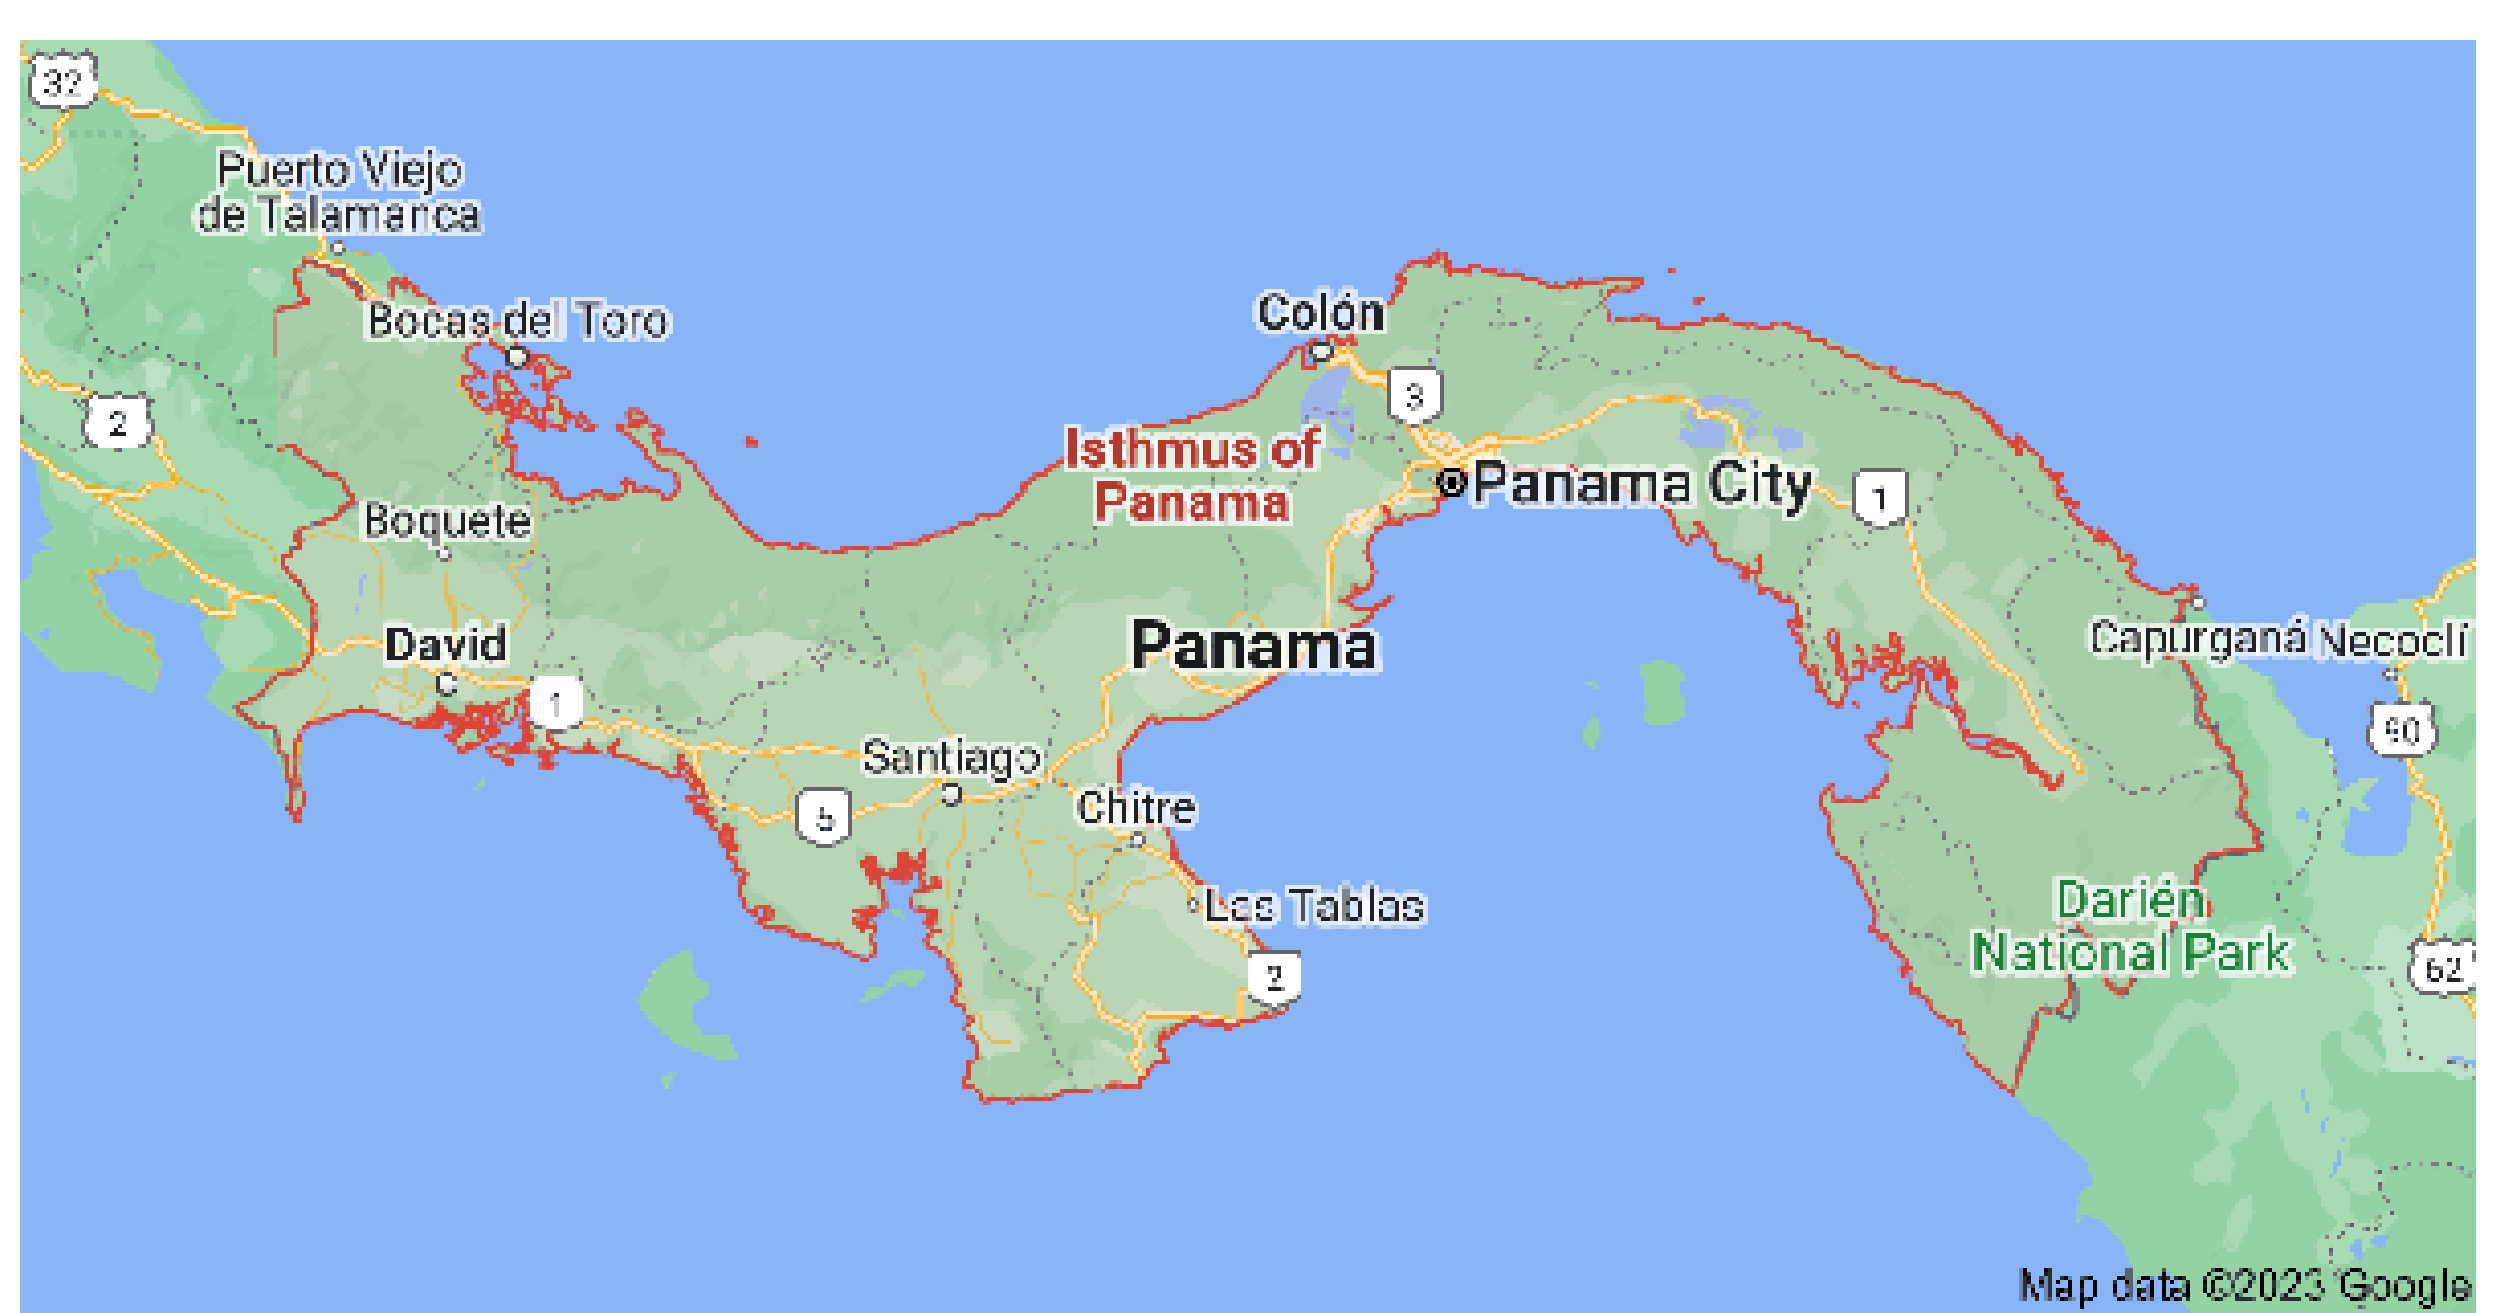 32
Puerto Viejo
de Talamanca
Bocas del Toro
Colón
3
2
Isthmus of
Panama
Panama City
1
Boquete
David
Panama
Capurganá
Necoclí
1
90
Santiago
5
Chitre
Las Tablas
Darién
National Park
2
62
Map data ©2023 Google